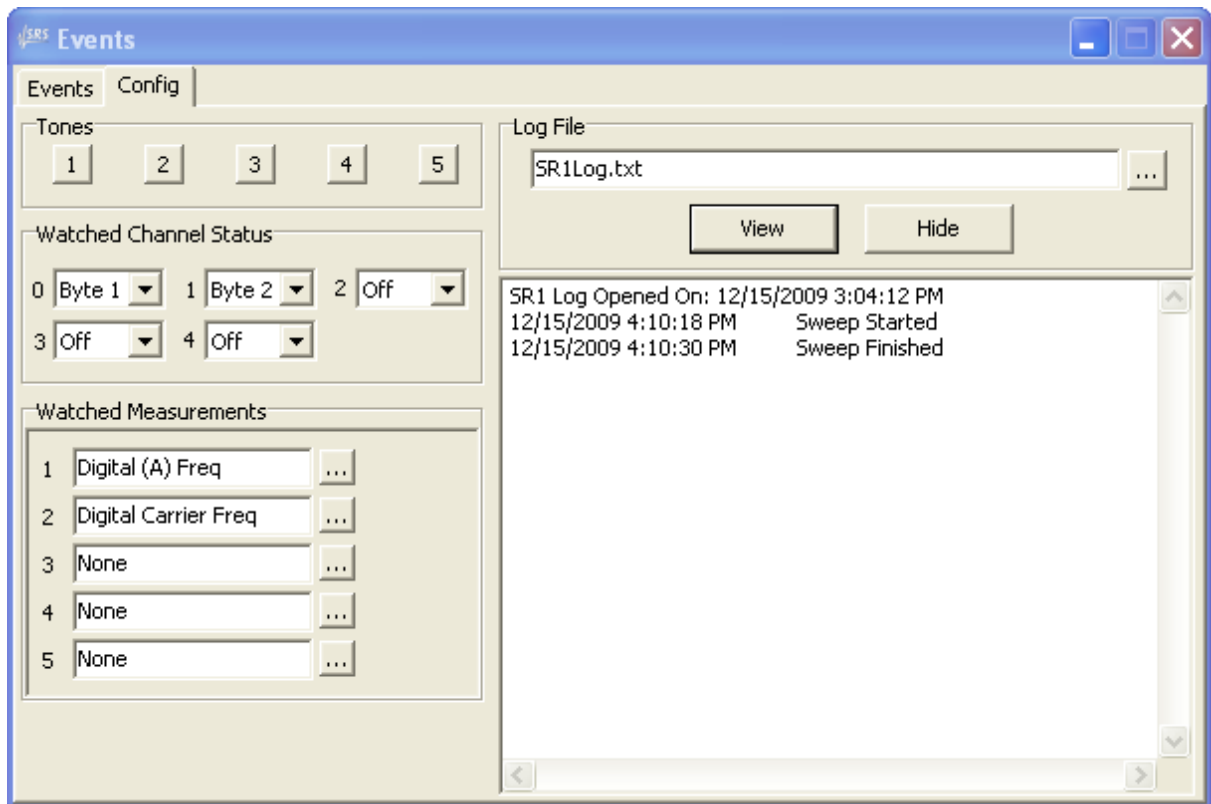 SRS Events
Events Config
Tones
1 2 3 4 5
Watched Channel Status
0 Byte 1 1 Byte 2 2 Off
3 Off 4 Off
Watched Measurements
1 Digital (A) Freq ...
2 Digital Carrier Freq ...
3 None ...
4 None ...
5 None ...
Log File
SR1Log.txt ...
View Hide
SR1 Log Opened On: 12/15/2009 3:04:12 PM
12/15/2009 4:10:18 PM Sweep Started
12/15/2009 4:10:30 PM Sweep Finished